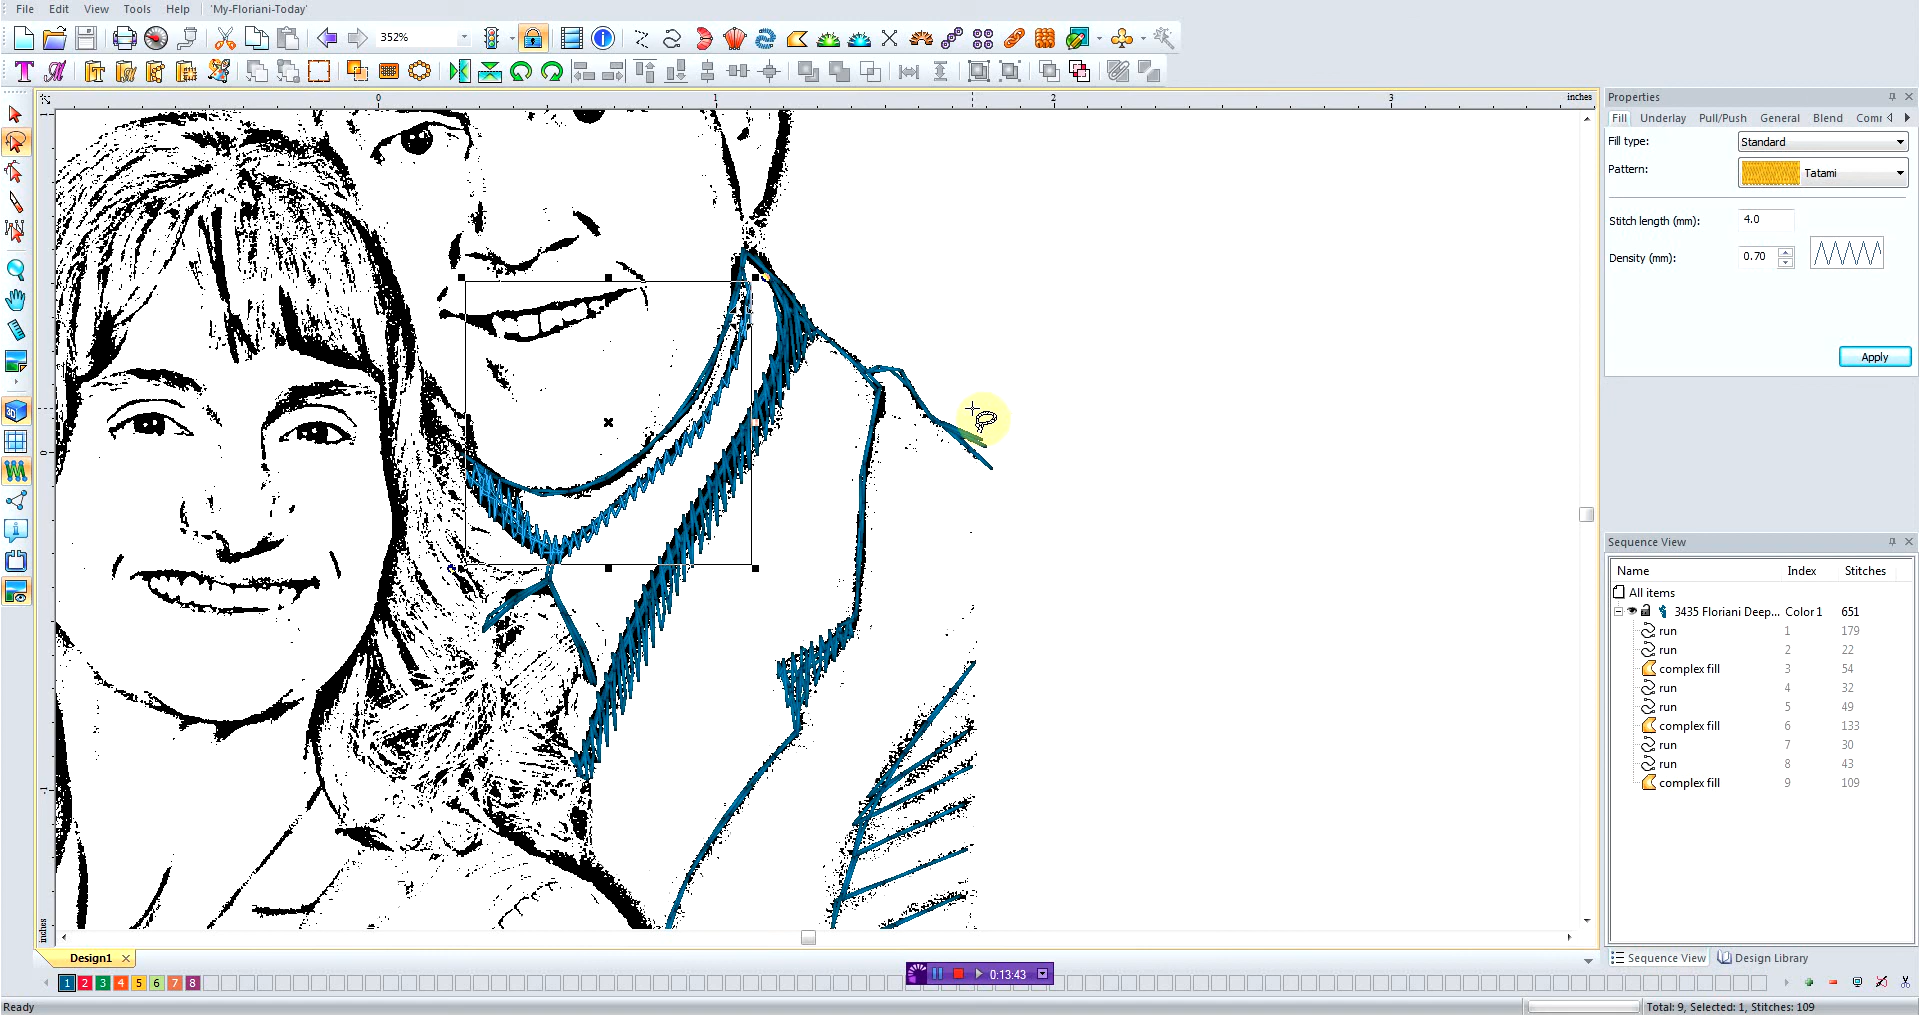 File Edit View Tools Help 'My-Floriani-Today'
352%
0 1 2 3 inches
0
-1
inches
Properties
Fill Underlay Pull/Push General Blend Comr
Fill type: Standard
Pattern: Tatami
Stitch length (mm): 4.0
Density (mm): 0.70
Apply
Sequence View
Name Index Stitches
All items
3435 Floriani Deep... Color 1 651
run 1 179
run 2 22
complex fill 3 54
run 4 32
run 5 49
complex fill 6 133
run 7 30
run 8 43
complex fill 9 109
Sequence View Design Library
Design1
1 2 3 4 5 6 7 8
0:13:43
Ready
Total: 9, Selected: 1, Stitches: 109